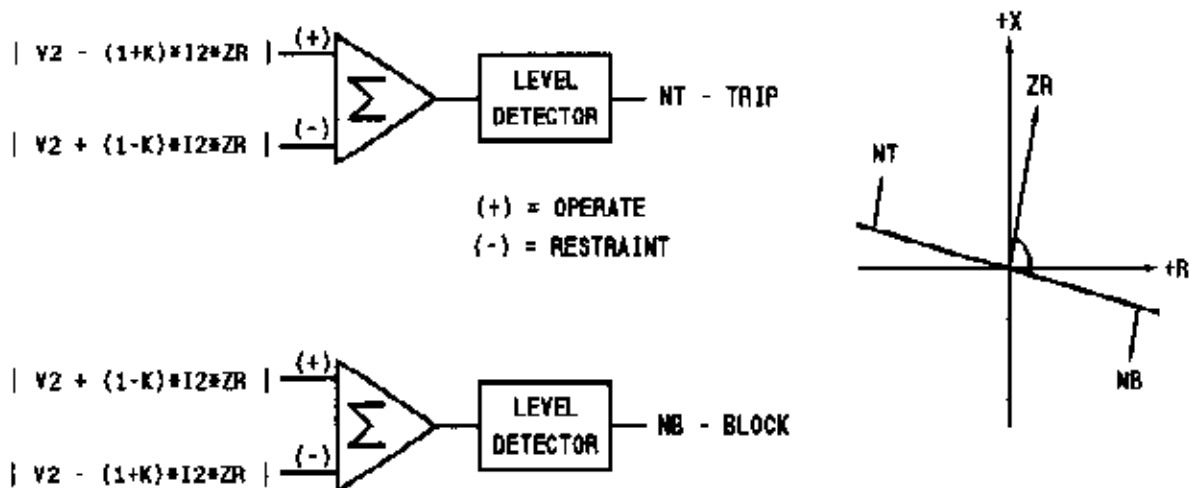 | V2 - (1+K)*I2*ZR | (+)
Σ
LEVEL
DETECTOR
NT - TRIP
| V2 + (1-K)*I2*ZR | (-)
(+) = OPERATE
(-) = RESTRAINT
| V2 + (1-K)*I2*ZR | (+)
Σ
LEVEL
DETECTOR
NB - BLOCK
| V2 - (1+K)*I2*ZR | (-)
+X
ZR
NT
+R
NB